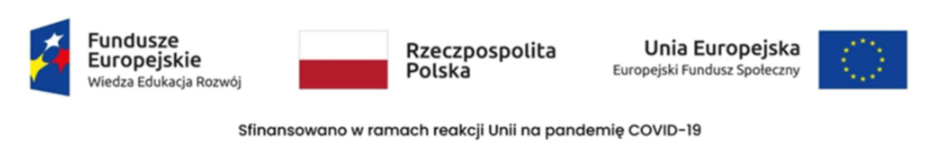 Fundusze
Europejskie
Wiedza Edukacja Rozwój
Rzeczpospolita
Polska
Unia Europejska
Europejski Fundusz Społeczny
Sfinansowano w ramach reakcji Unii na pandemię COVID-19